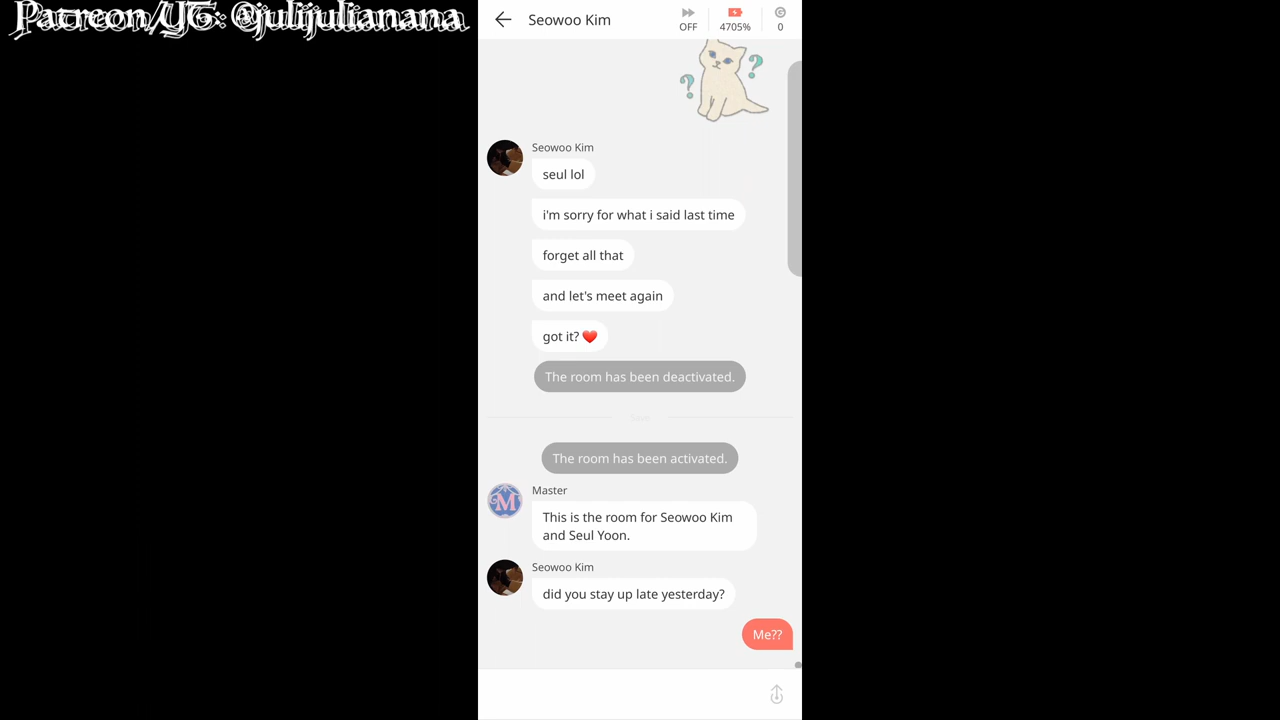 Patreon/YG: @julijulianana
Seowoo Kim
OFF
4705%
G
0
? ?
Seowoo Kim
seul lol
i'm sorry for what i said last time
forget all that
and let's meet again
got it? ❤️
The room has been deactivated.
Save
The room has been activated.
Master
M
This is the room for Seowoo Kim
and Seul Yoon.
Seowoo Kim
did you stay up late yesterday?
Me??